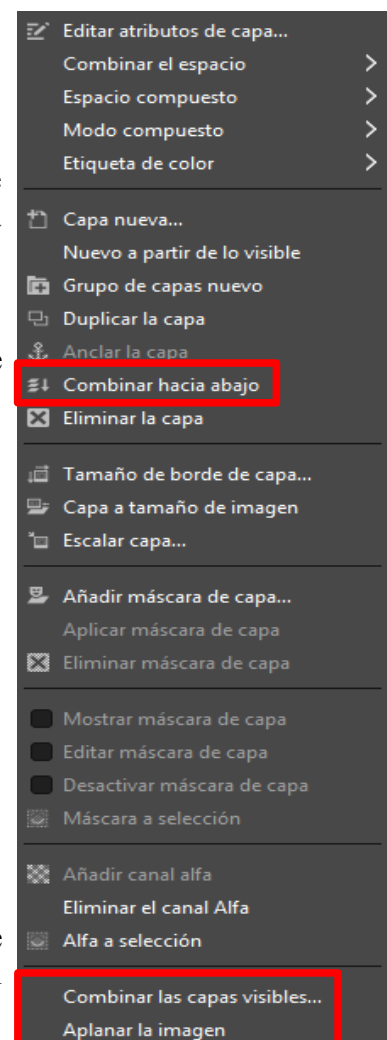 Editar atributos de capa...
Combinar el espacio
Espacio compuesto
Modo compuesto
Etiqueta de color
Capa nueva...
Nuevo a partir de lo visible
Grupo de capas nuevo
Duplicar la capa
Anclar la capa
Combinar hacia abajo
Eliminar la capa
Tamaño de borde de capa...
Capa a tamaño de imagen
Escalar capa...
Añadir máscara de capa...
Aplicar máscara de capa
Eliminar máscara de capa
Mostrar máscara de capa
Editar máscara de capa
Desactivar máscara de capa
Máscara a selección
Añadir canal alfa
Eliminar el canal Alfa
Alfa a selección
Combinar las capas visibles...
Aplanar la imagen